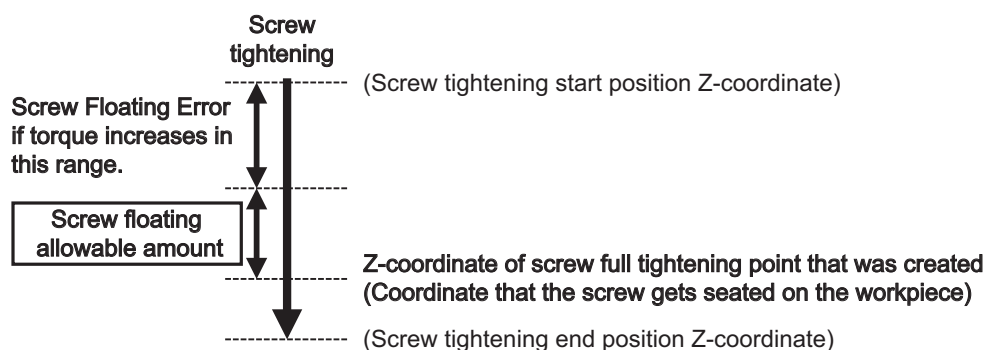 Screw
tightening
(Screw tightening start position Z-coordinate)
Screw Floating Error
if torque increases in
this range.
Screw floating
allowable amount
Z-coordinate of screw full tightening point that was created
(Coordinate that the screw gets seated on the workpiece)
(Screw tightening end position Z-coordinate)